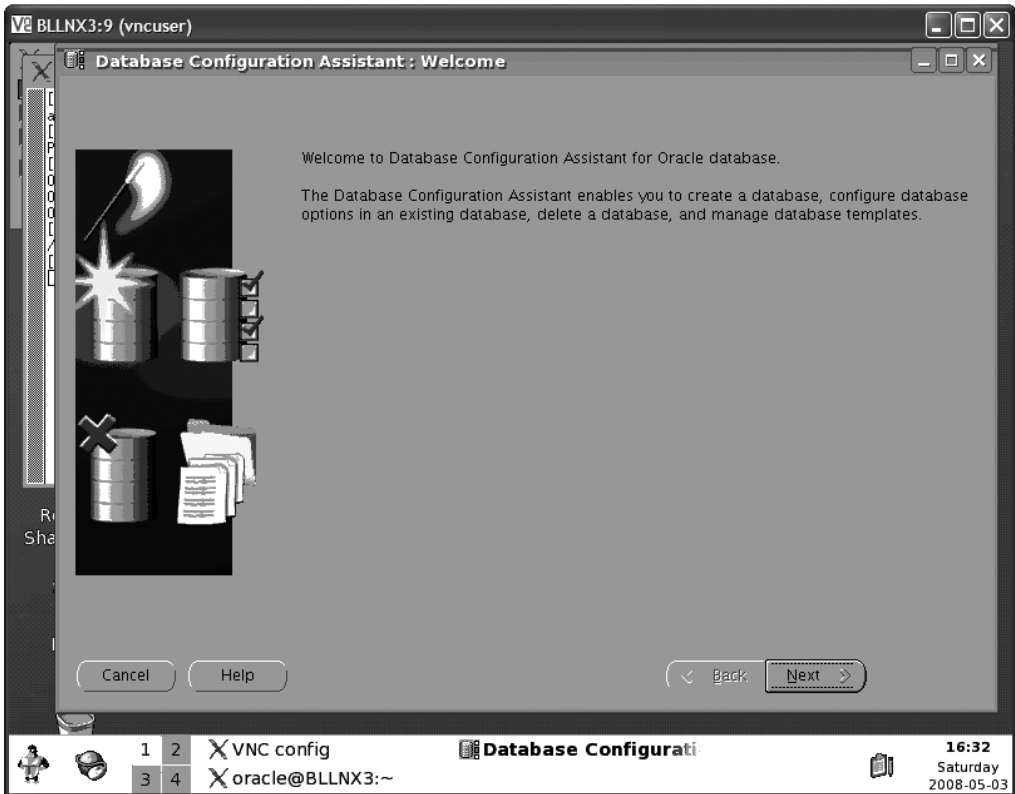 BLLNX3:9 (vncuser)
Database Configuration Assistant : Welcome
Welcome to Database Configuration Assistant for Oracle database.
The Database Configuration Assistant enables you to create a database, configure database
options in an existing database, delete a database, and manage database templates.
Cancel
Help
Back
Next
1 2
3 4
VNC config
oracle@BLLNX3:~
Database Configurati
16:32
Saturday
2008-05-03